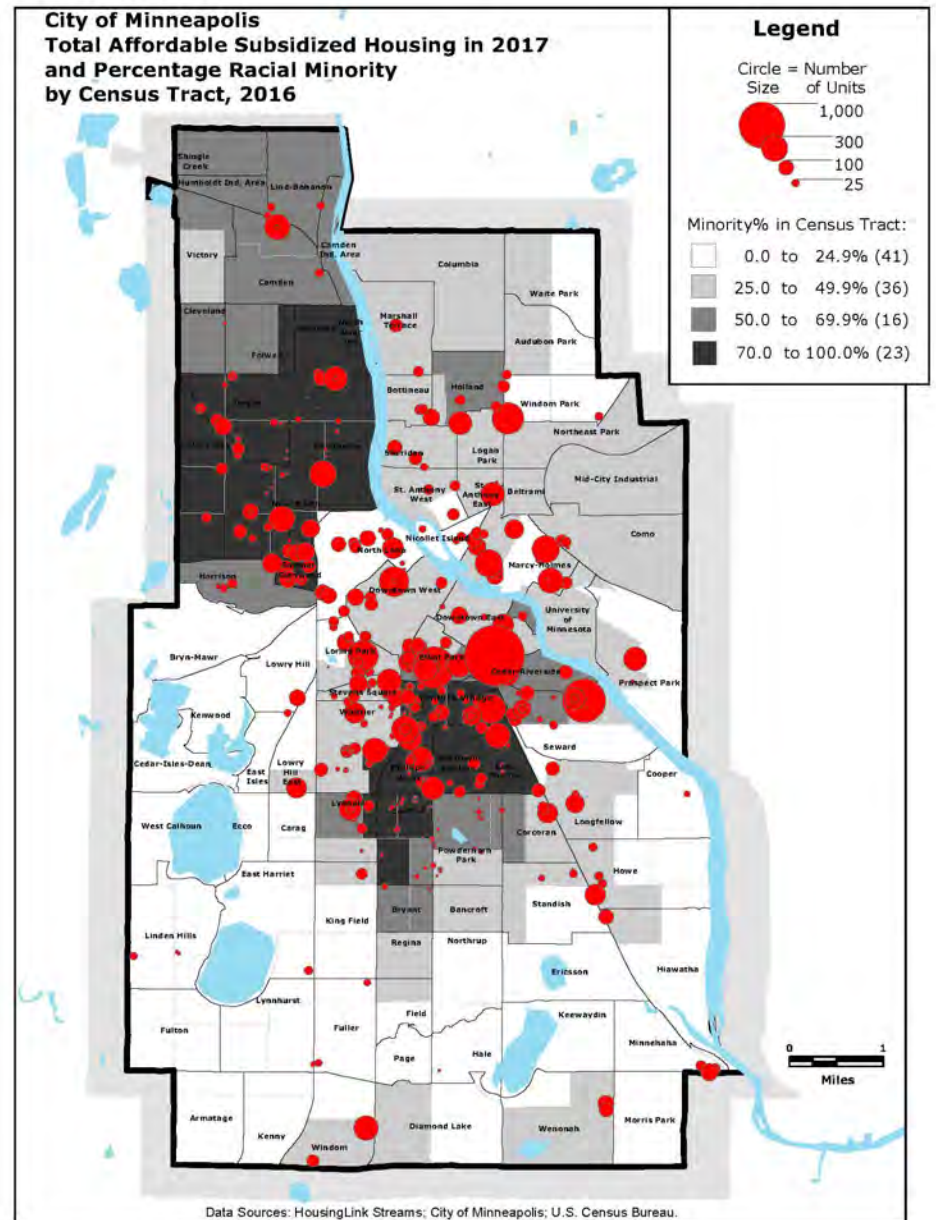 City of Minneapolis
Total Affordable Subsidized Housing in 2017
and Percentage Racial Minority
by Census Tract, 2016
Legend
Circle = Number
Size of Units
1,000
300
100
25
Minority% in Census Tract:
0.0 to 24.9% (41)
25.0 to 49.9% (36)
50.0 to 69.9% (16)
70.0 to 100.0% (23)
Shingle
Creek
Humboldt Ind. Area
Lind-Bohanon
Victory
Camden
Ind. Area
Camden
Columbia
Waite Park
Cleveland
Marshall
Terrace
Audubon Park
Folwell
Bottineau
Holland
Windom Park
Northeast Park
Sheridan
Logan
Park
Mid-City Industrial
St. Anthony
West
St.
Anthony
East
Beltrami
Como
Nicollet Island
North Loop
Marcy-Holmes
Harrison
Sumner
Glenwood
Downtown West
Downtown East
University
of
Minnesota
Bryn-Mawr
Lowry Hill
Loring Park
Elliot Park
Cedar-Riverside
Prospect Park
Stevens Square
Kenwood
Whittier
Ventura Village
Seward
Cedar-Isles-Dean
East
Isles
Lowry
Hill
East
Cooper
West Calhoun
Ecco
Carag
Lyndale
Longfellow
Corcoran
Powderhorn
Park
East Harriet
Howe
King Field
Bryant
Bancroft
Standish
Linden Hills
Regina
Northrup
Ericsson
Hiawatha
Lynnhurst
Fulton
Fuller
Field
Keewaydin
Page
Hale
Minnehaha
0 1
Miles
Armatage
Kenny
Windom
Diamond Lake
Wenonah
Morris Park
Data Sources: HousingLink Streams; City of Minneapolis; U.S. Census Bureau.